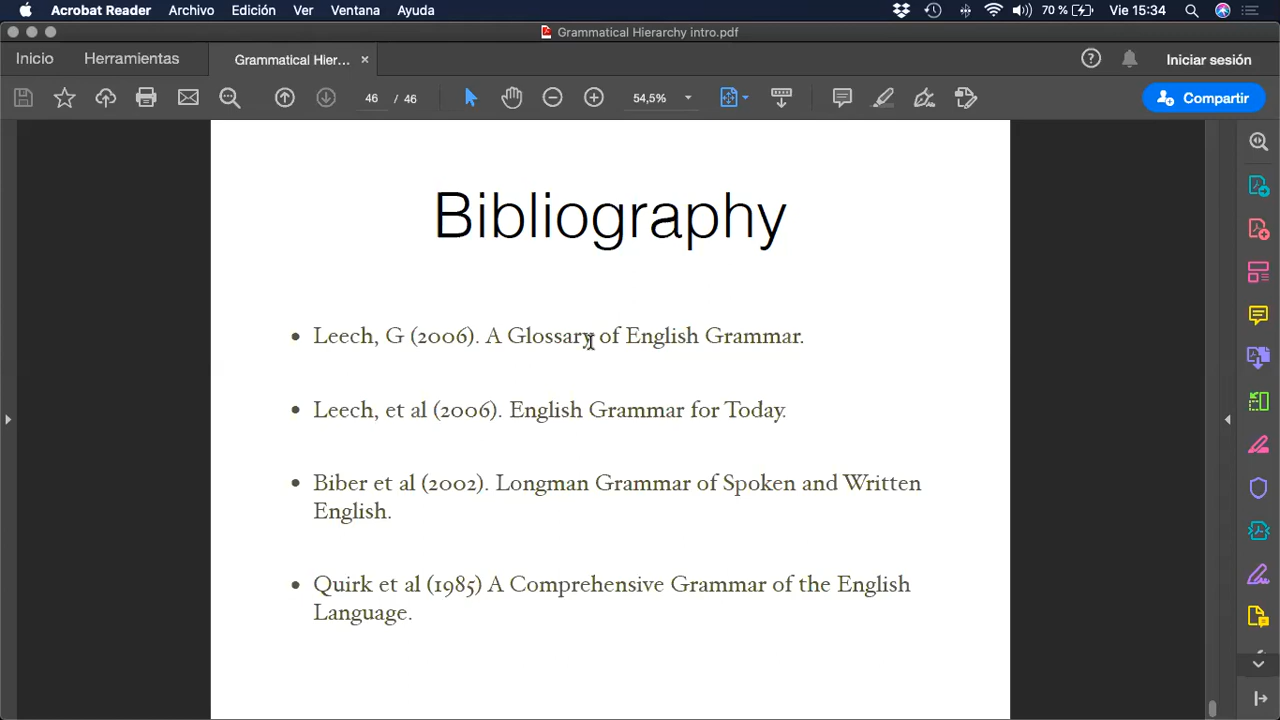 Acrobat Reader Archivo Edición Ver Ventana Ayuda 70 % Vie 15:34
Grammatical Hierarchy intro.pdf
Inicio Herramientas Grammatical Hier... × Iniciar sesión
46 / 46 54,5% Compartir
Bibliography
• Leech, G (2006). A Glossary of English Grammar.
• Leech, et al (2006). English Grammar for Today.
• Biber et al (2002). Longman Grammar of Spoken and Written
English.
• Quirk et al (1985) A Comprehensive Grammar of the English
Language.